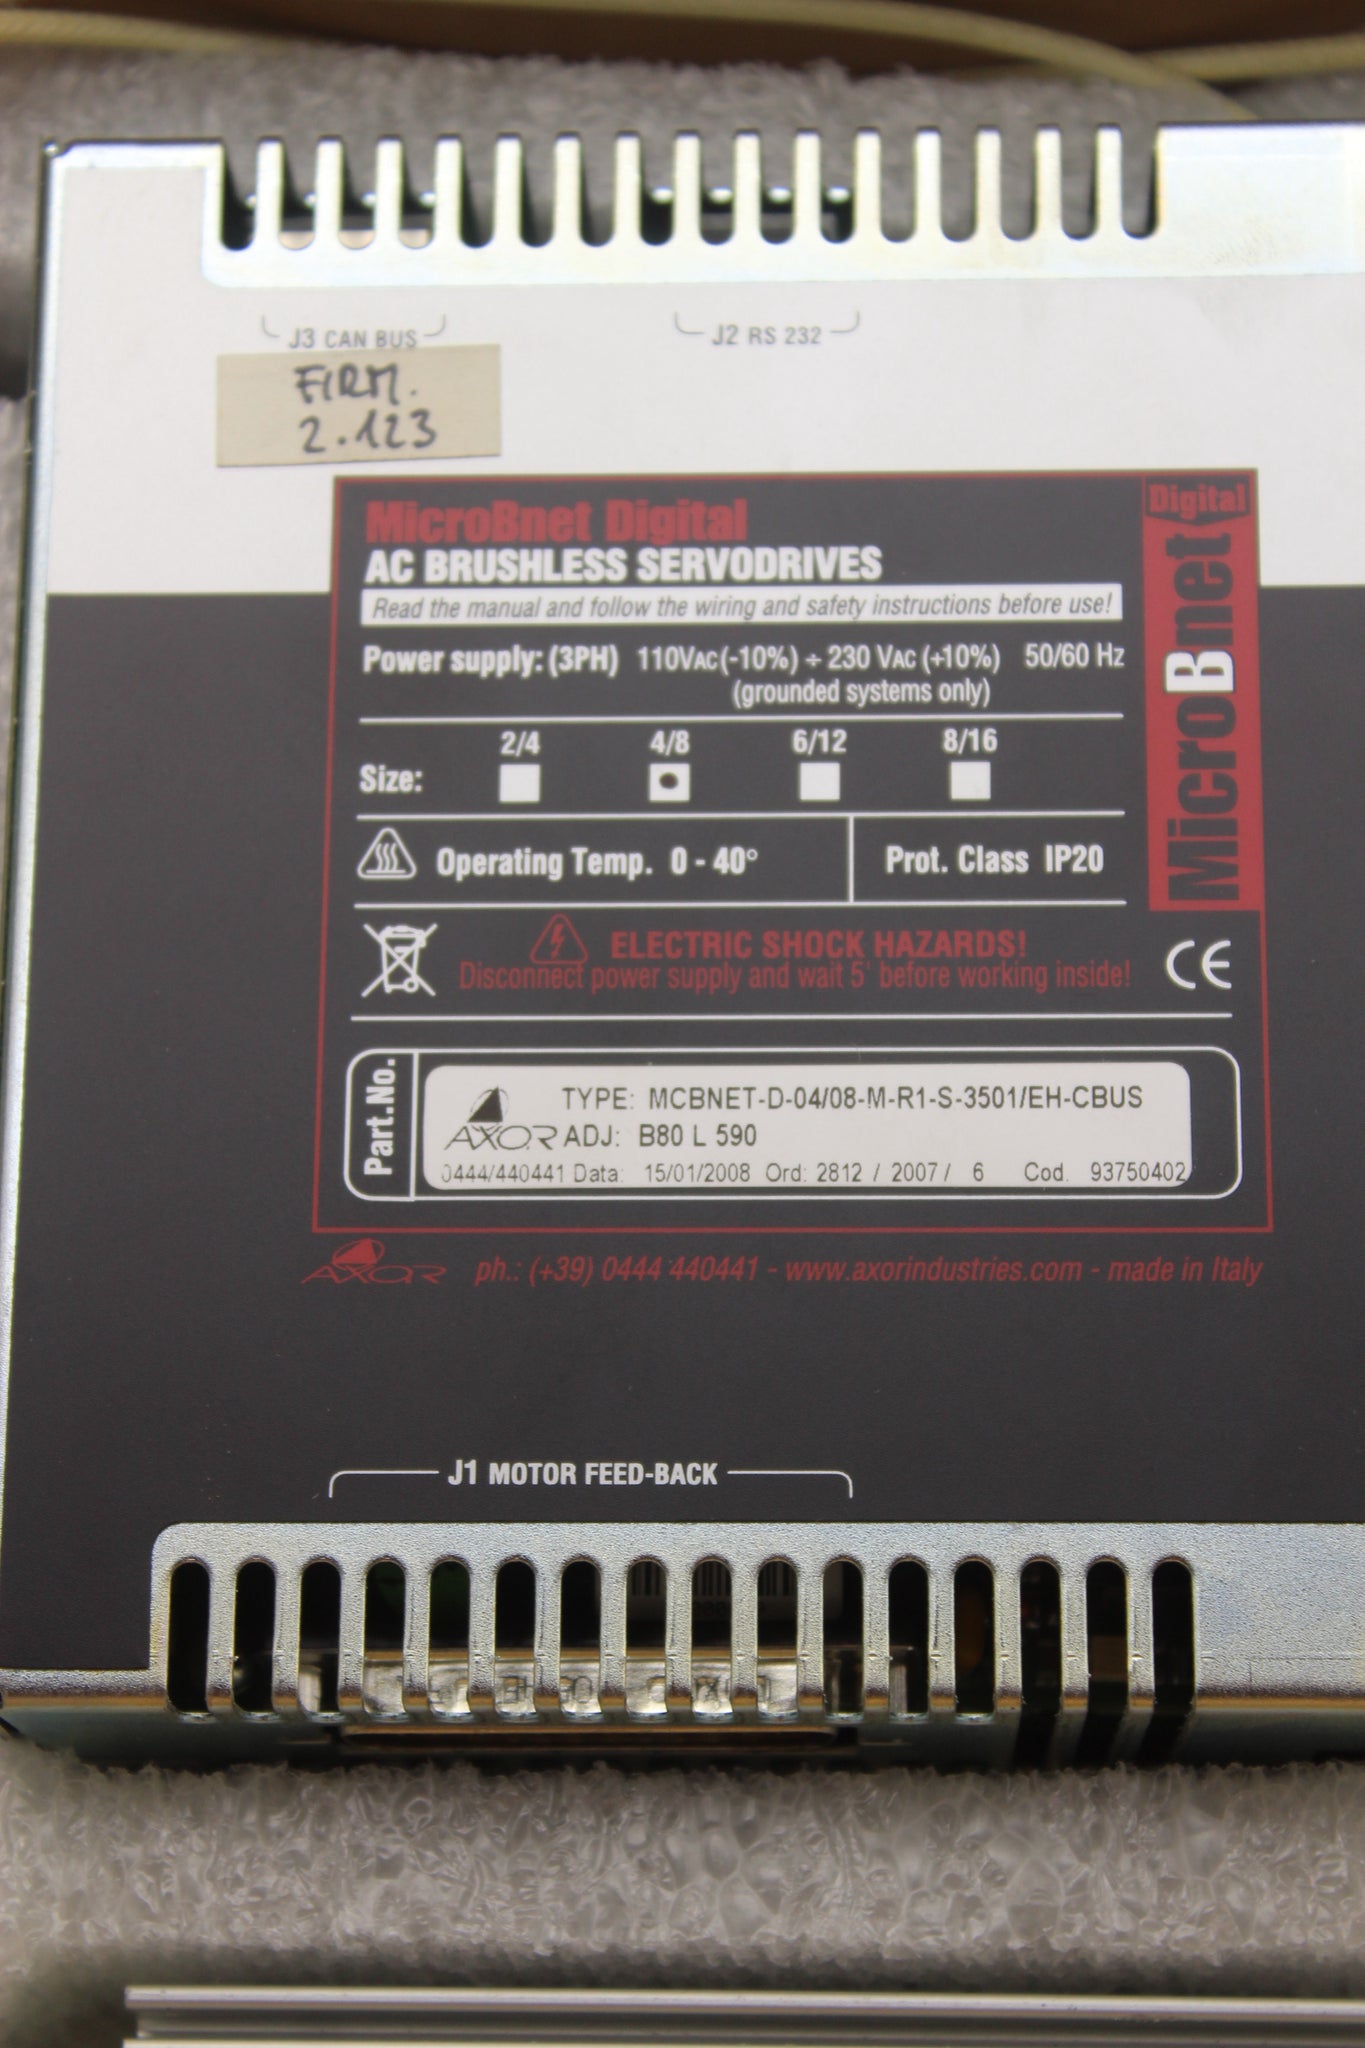 J3 CAN BUS
J2 RS 232
FIRM.
2.123
MicroBnet Digital
AC BRUSHLESS SERVODRIVES
Read the manual and follow the wiring and safety instructions before use!
Power supply: (3PH) 110VAC (-10%) ÷ 230 VAC (+10%) 50/60 Hz
(grounded systems only)
2/4 4/8 6/12 8/16
Size:
Operating Temp. 0 - 40°
Prot. Class IP20
ELECTRIC SHOCK HAZARDS!
Disconnect power supply and wait 5' before working inside!
CE
Digital
MicroBnet
Part.No.
AXOR
TYPE: MCBNET-D-04/08-M-R1-S-3501/EH-CBUS
ADJ: B80 L 590
0444/440441 Data: 15/01/2008 Ord: 2812 / 2007 / 6 Cod. 93750402
AXOR ph.: (+39) 0444 440441 - www.axorindustries.com - made in Italy
J1 MOTOR FEED-BACK